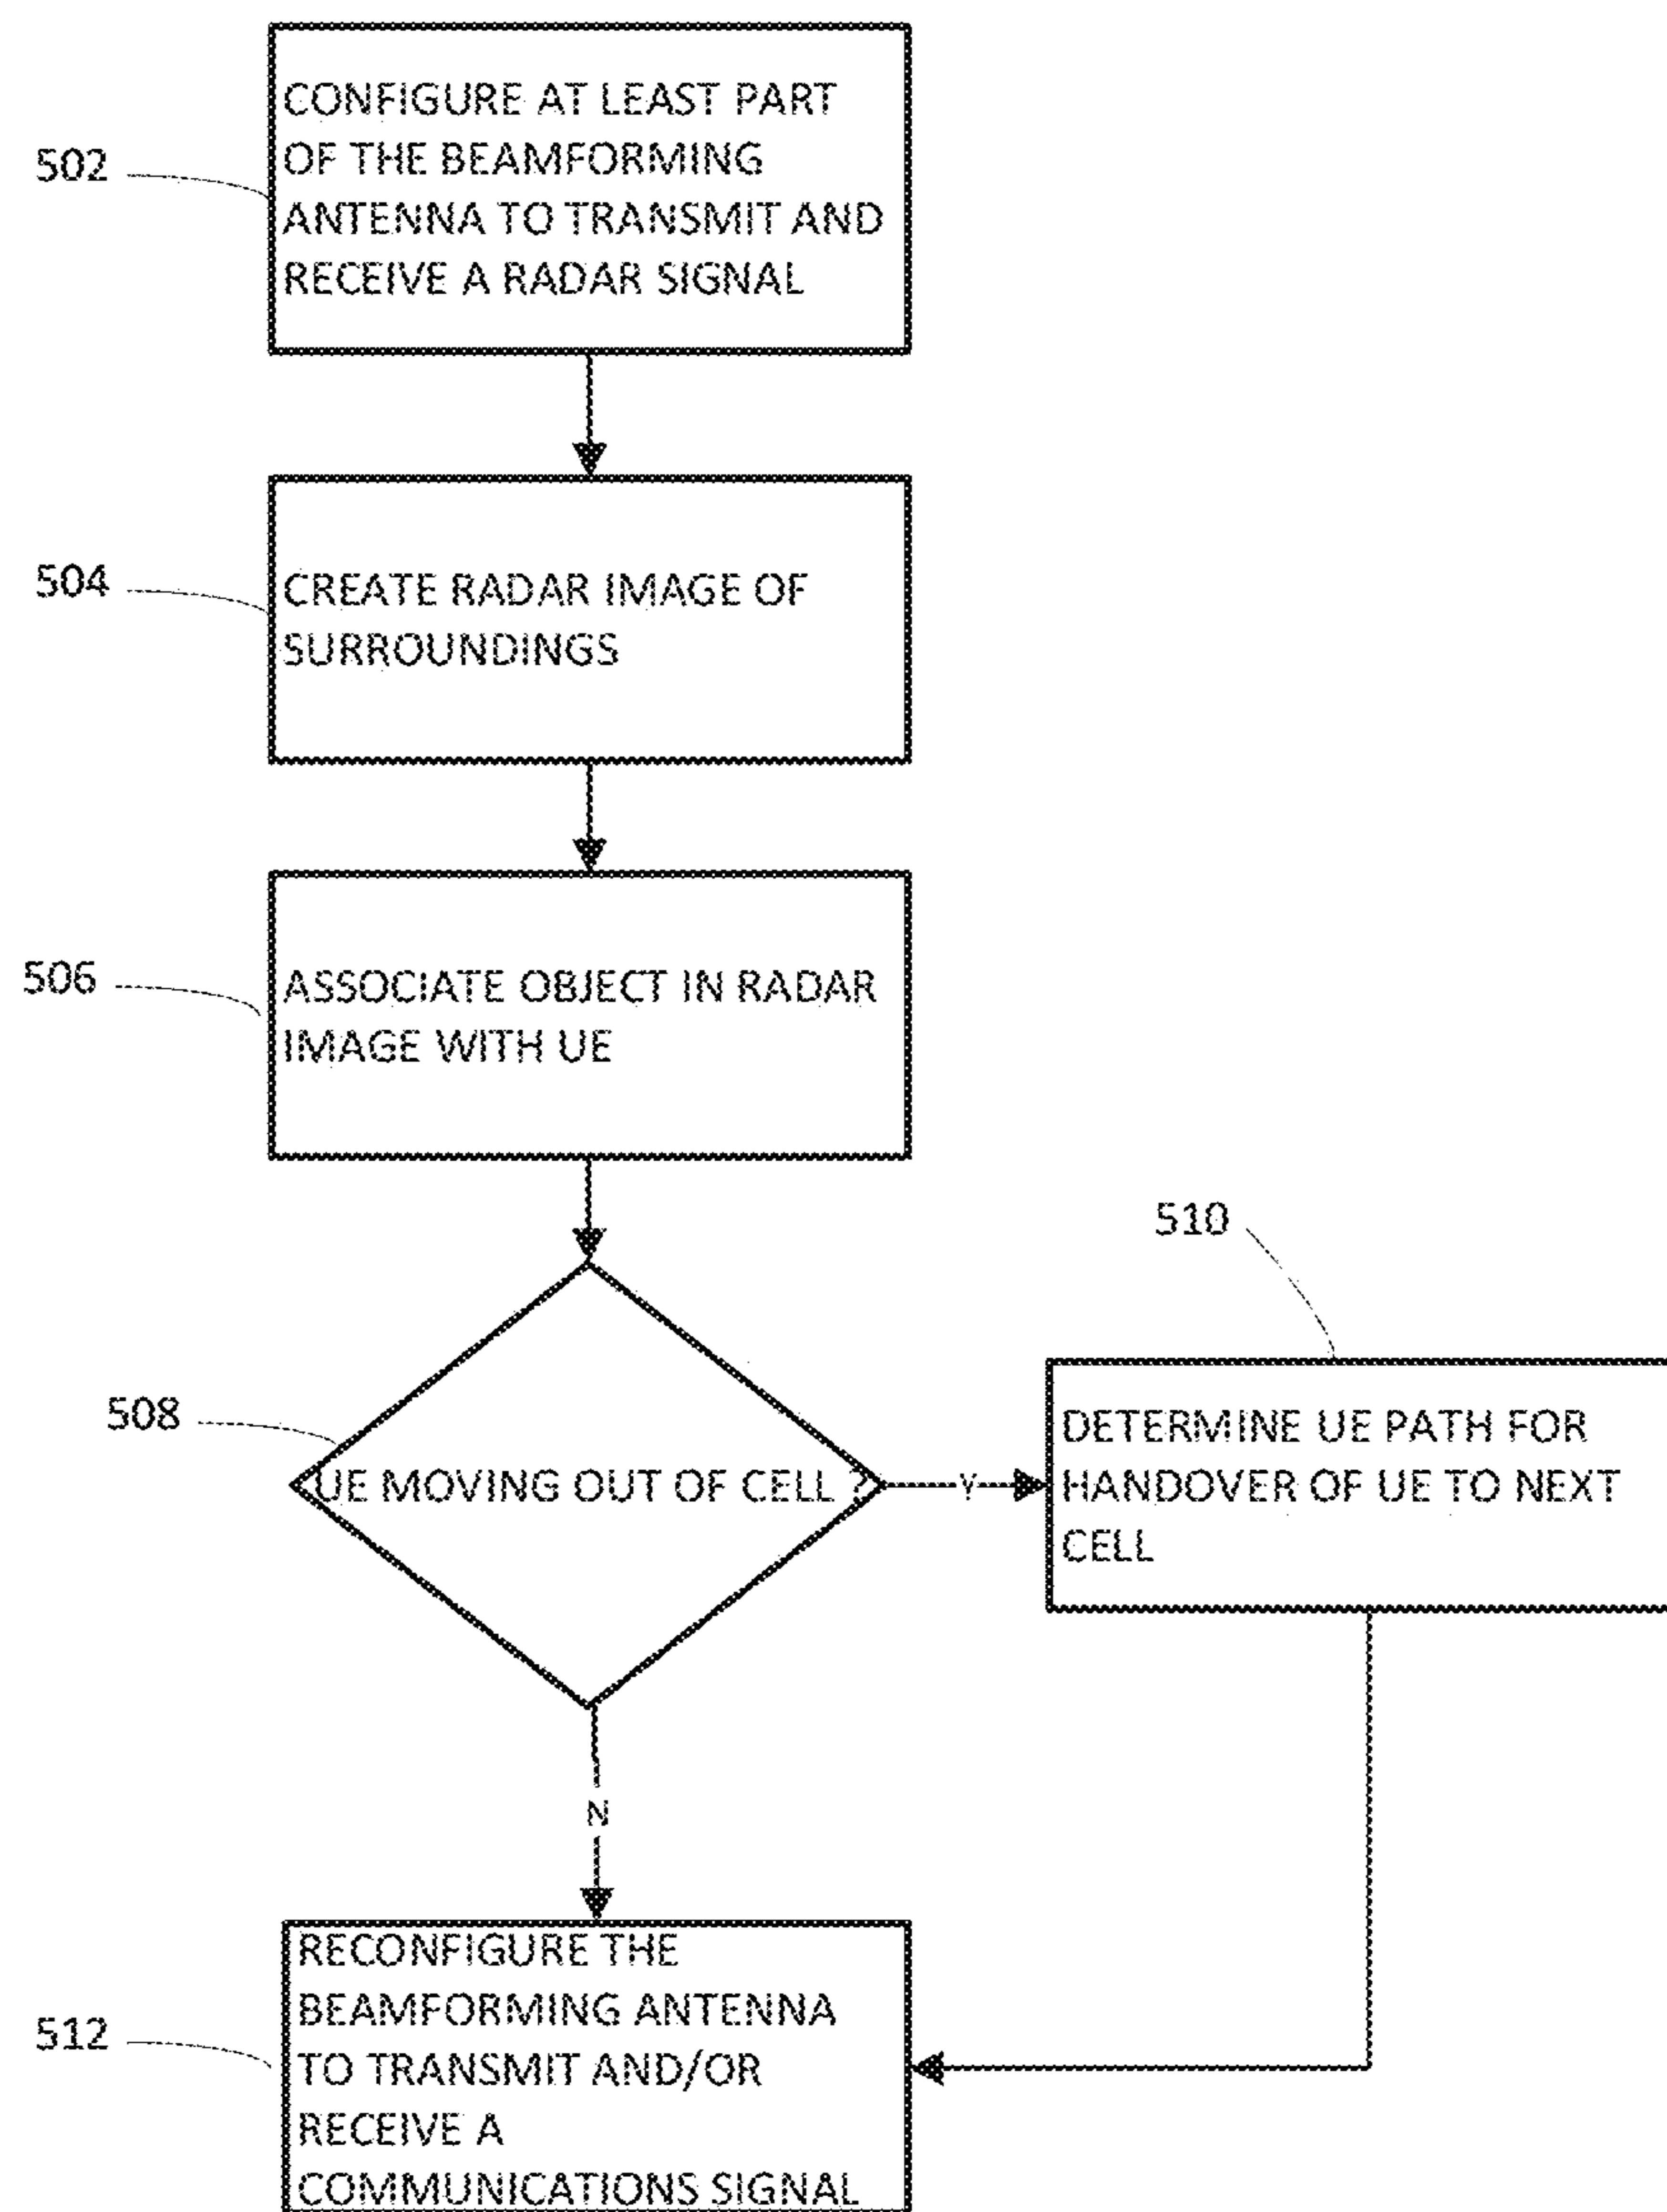 502
CONFIGURE AT LEAST PART
OF THE BEAMFORMING
ANTENNA TO TRANSMIT AND
RECEIVE A RADAR SIGNAL
504
CREATE RADAR IMAGE OF
SURROUNDINGS
506
ASSOCIATE OBJECT IN RADAR
IMAGE WITH UE
508
UE MOVING OUT OF CELL ?
Y
510
DETERMINE UE PATH FOR
HANDOVER OF UE TO NEXT
CELL
N
512
RECONFIGURE THE
BEAMFORMING ANTENNA
TO TRANSMIT AND/OR
RECEIVE A
COMMUNICATIONS SIGNAL